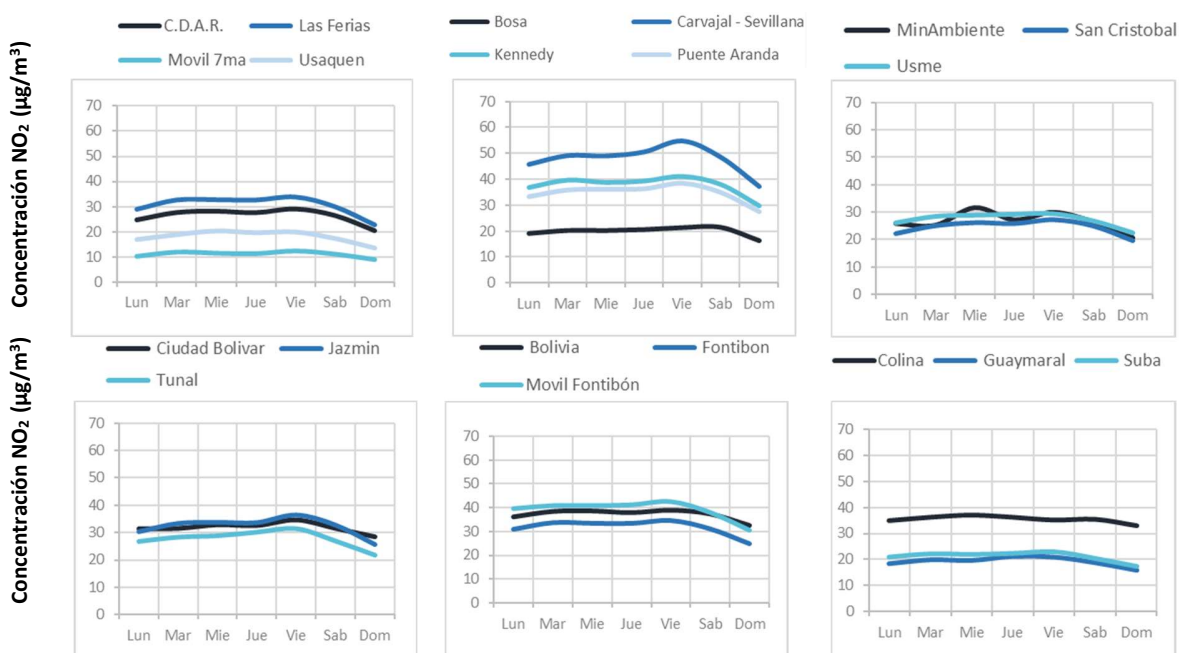 C.D.A.R. Las Ferias
Movil 7ma Usaquen
Concentración NO₂ (µg/m³)
70
60
50
40
30
20
10
0
Lun Mar Mie Jue Vie Sab Dom
Bosa Carvajal - Sevillana
Kennedy Puente Aranda
70
60
50
40
30
20
10
0
Lun Mar Mie Jue Vie Sab Dom
MinAmbiente San Cristobal
Usme
70
60
50
40
30
20
10
0
Lun Mar Mie Jue Vie Sab Dom
Ciudad Bolivar Jazmin
Tunal
Concentración NO₂ (µg/m³)
70
60
50
40
30
20
10
0
Lun Mar Mie Jue Vie Sab Dom
Bolivia Fontibon
Movil Fontibón
70
60
50
40
30
20
10
0
Lun Mar Mie Jue Vie Sab Dom
Colina Guaymaral Suba
70
60
50
40
30
20
10
0
Lun Mar Mie Jue Vie Sab Dom